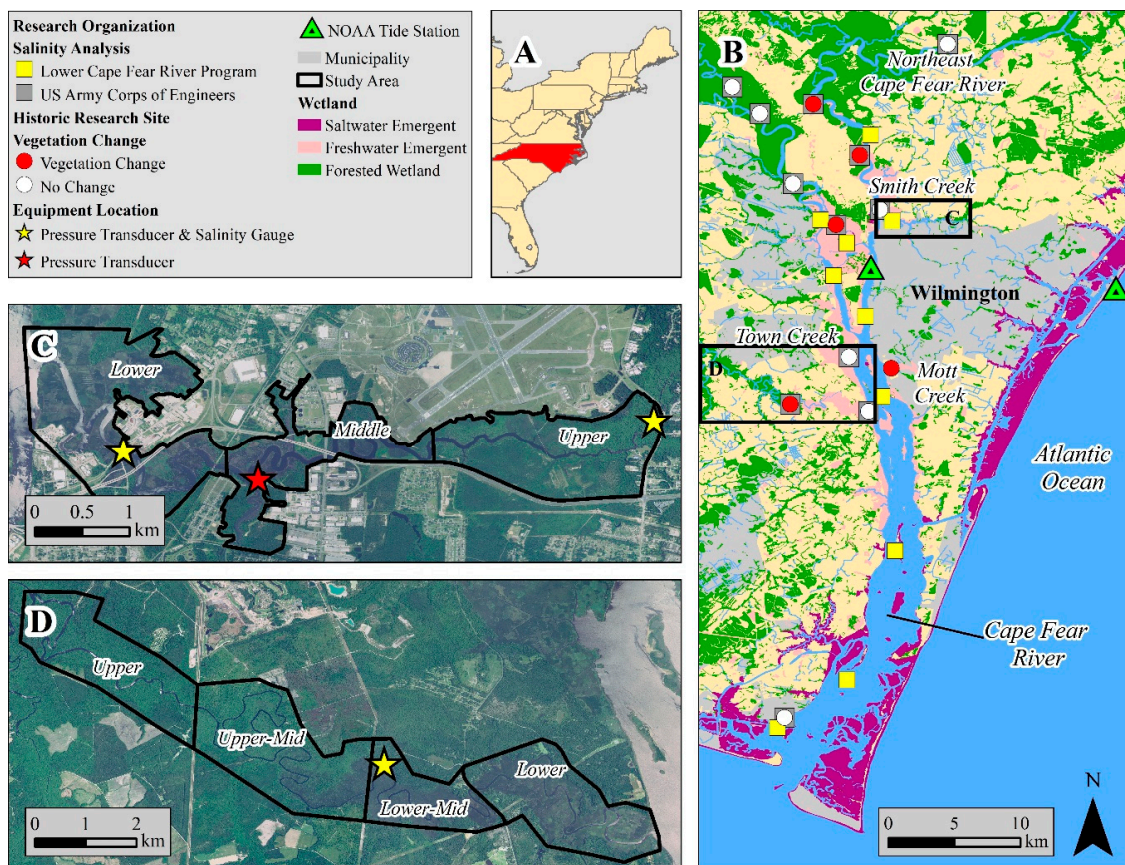 Research Organization
Salinity Analysis
Lower Cape Fear River Program
US Army Corps of Engineers
Historic Research Site
Vegetation Change
Vegetation Change
No Change
Equipment Location
Pressure Transducer & Salinity Gauge
Pressure Transducer
NOAA Tide Station
Municipality
Study Area
Wetland
Saltwater Emergent
Freshwater Emergent
Forested Wetland
A
B
Northeast
Cape Fear River
Smith Creek
C
Wilmington
Town Creek
D
Mott
Creek
Atlantic
Ocean
Cape Fear
River
N
0 5 10
km
C
Lower
Middle
Upper
0 0.5 1
km
D
Upper
Upper-Mid
Lower-Mid
Lower
0 1 2
km